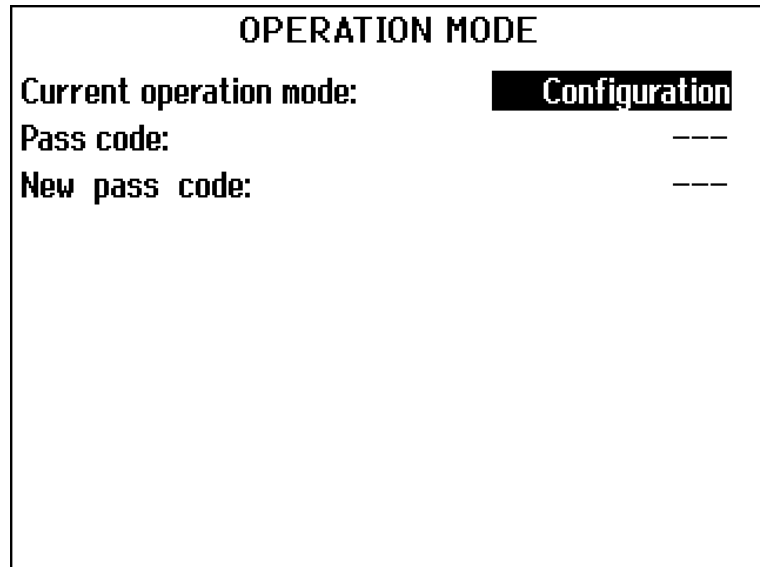 OPERATION MODE
Current operation mode: Configuration
Pass code: ---
New pass code: ---